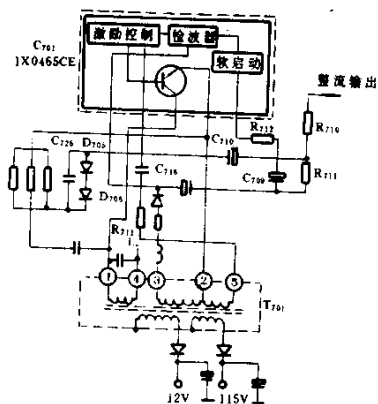 激励控制
检波器
C₇₀₁
1X0465CE
软启动
整流输出
R₇₁₂
R₇₁₀
C₇₁₀
C₇₂₆
D₇₀₅
C₇₁₆
C₇₀₉
R₇₁₁
D₇₀₆
R₇₁₃
1
4
3
2
5
T₇₀₁
12V
115V